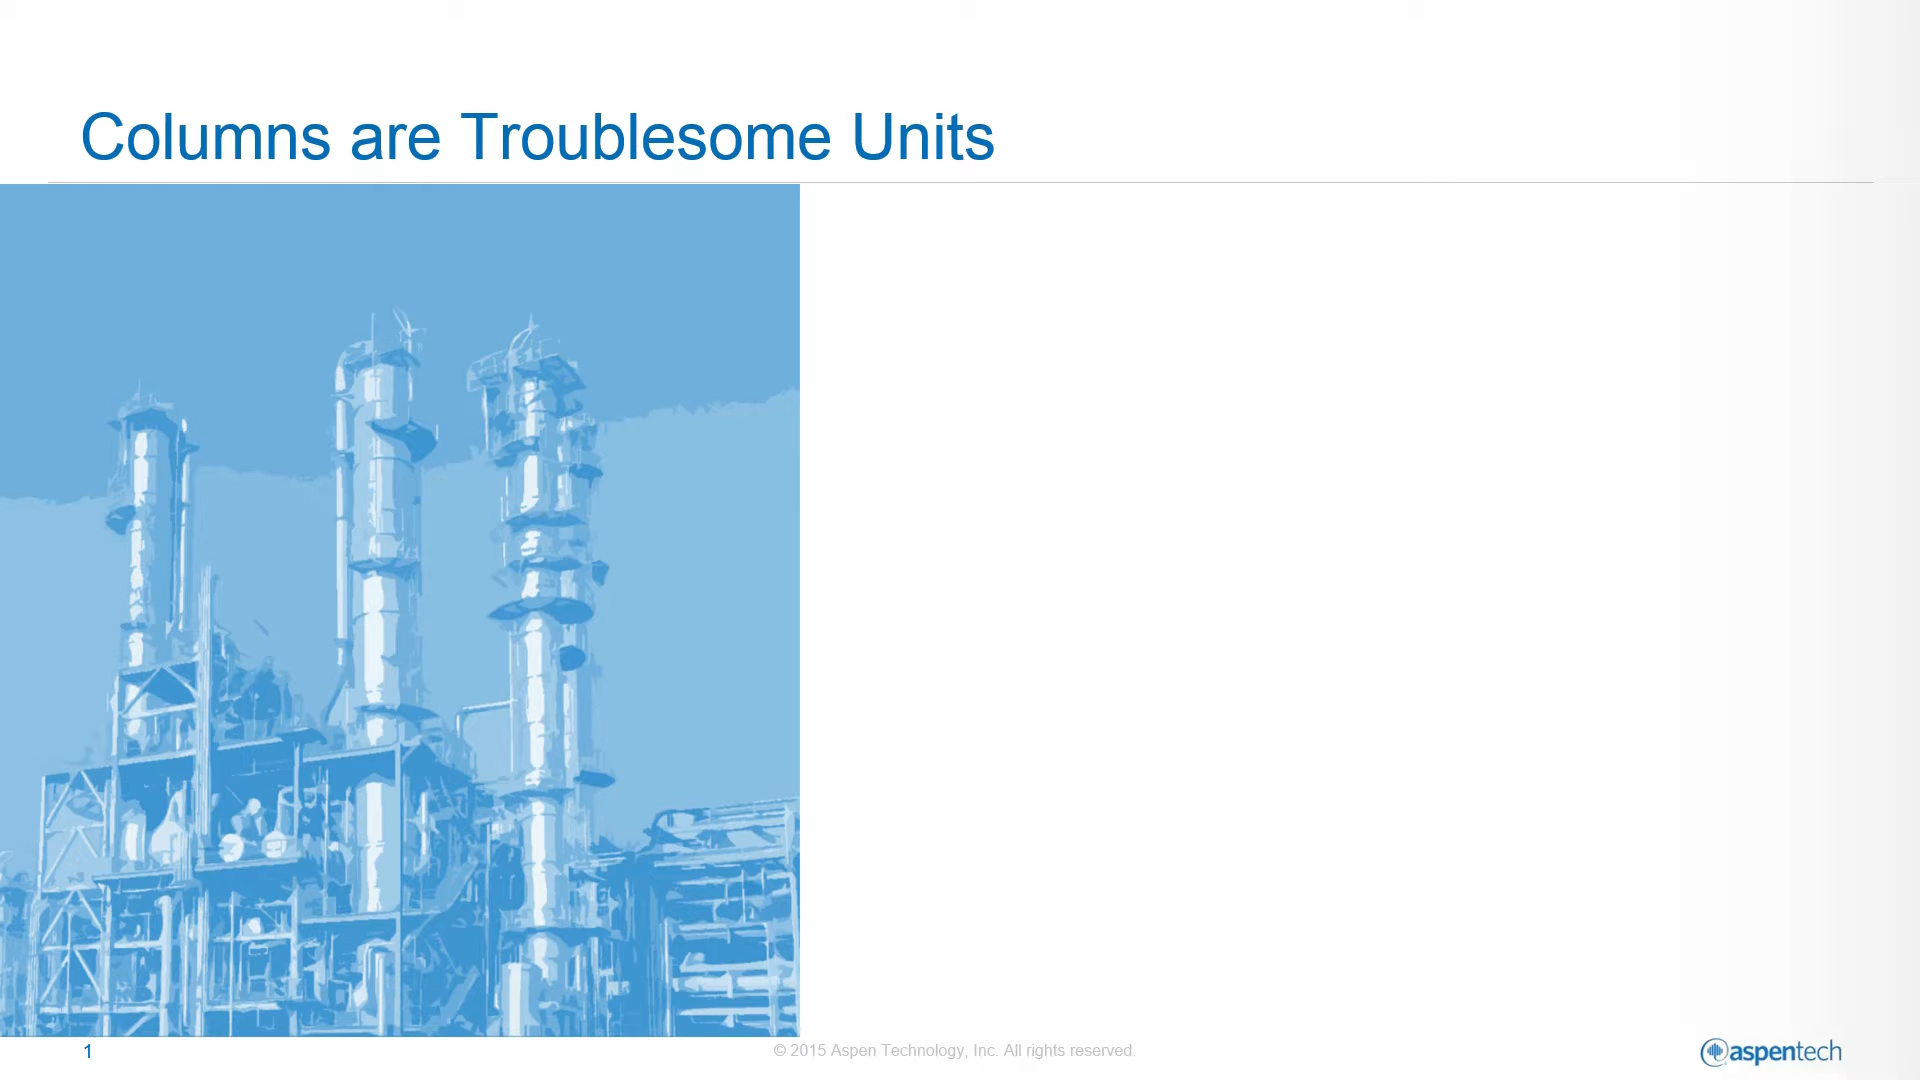 Columns are Troublesome Units
1
© 2015 Aspen Technology, Inc. All rights reserved.
aspentech